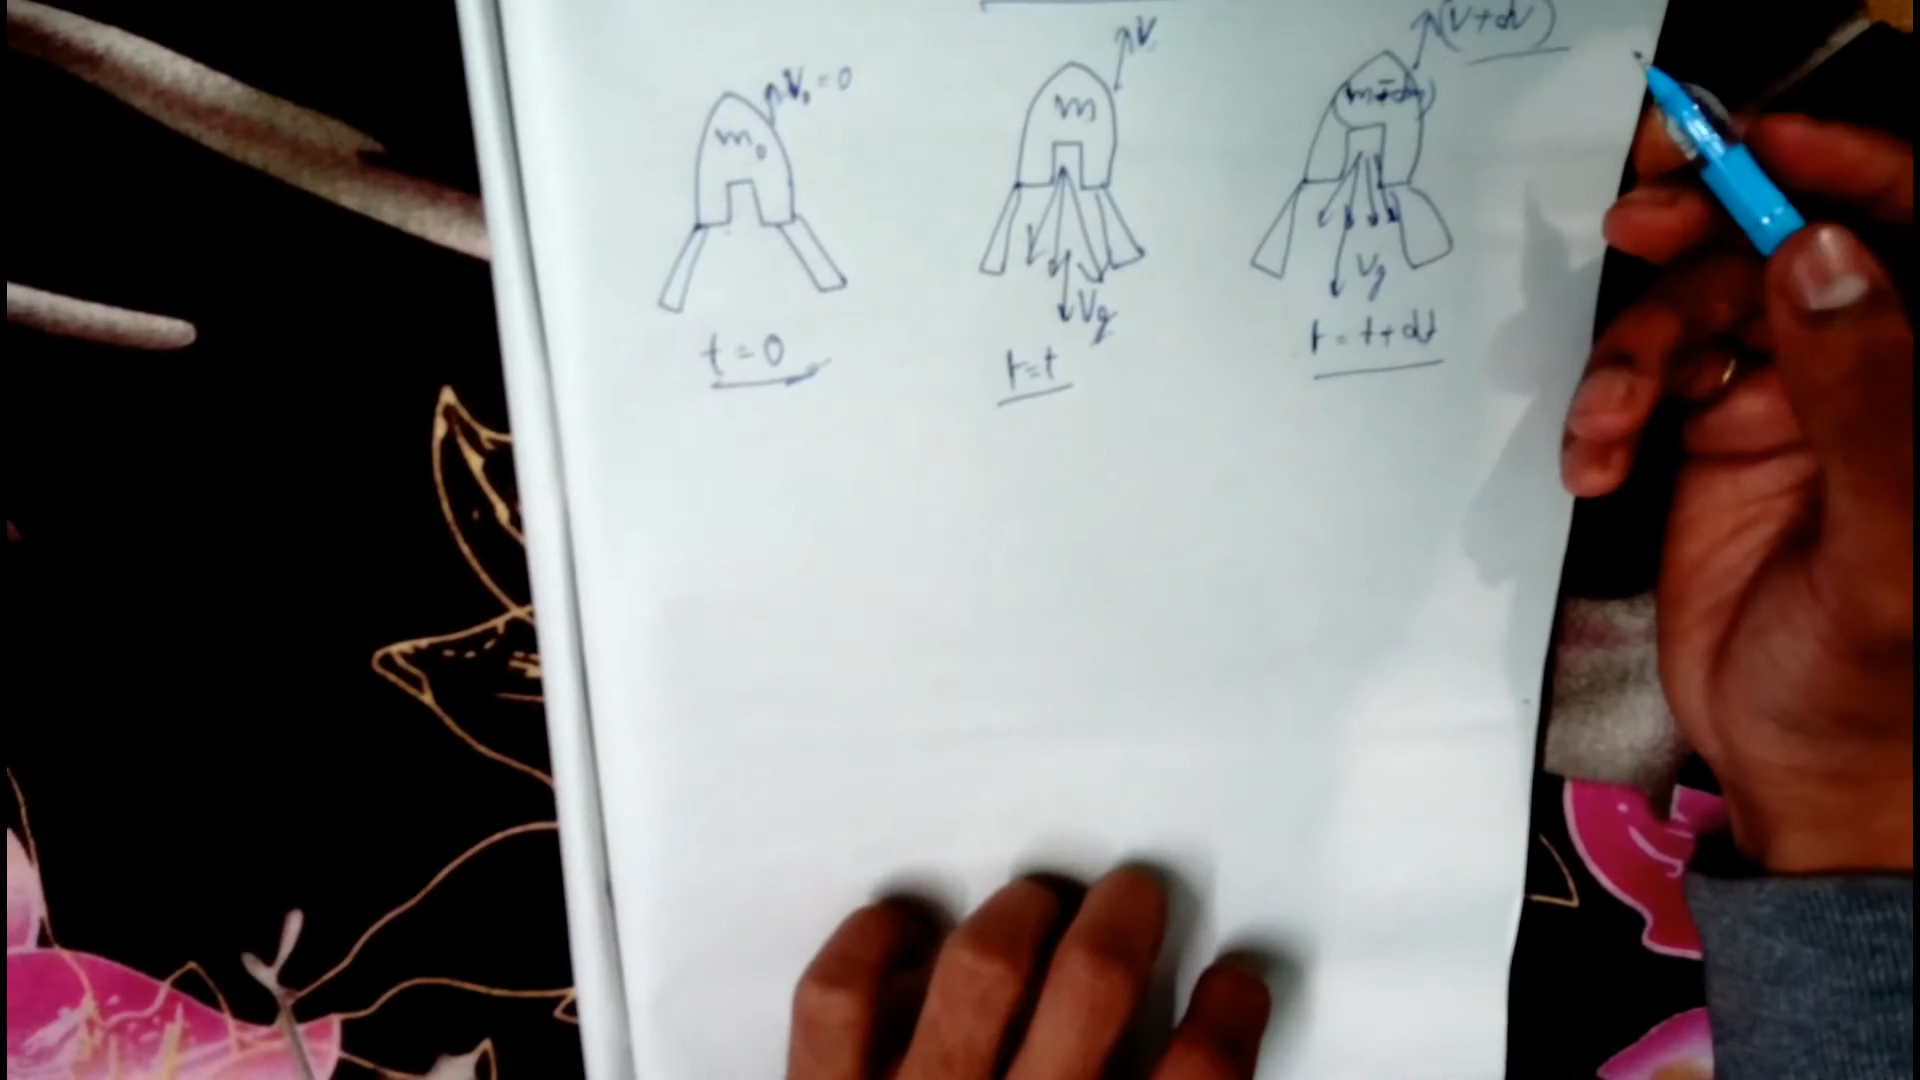 V₀ = 0
m₀
t = 0
V
m
Vg
t = t
(V + dV)
(m - dm)
Vg
t = t + dt